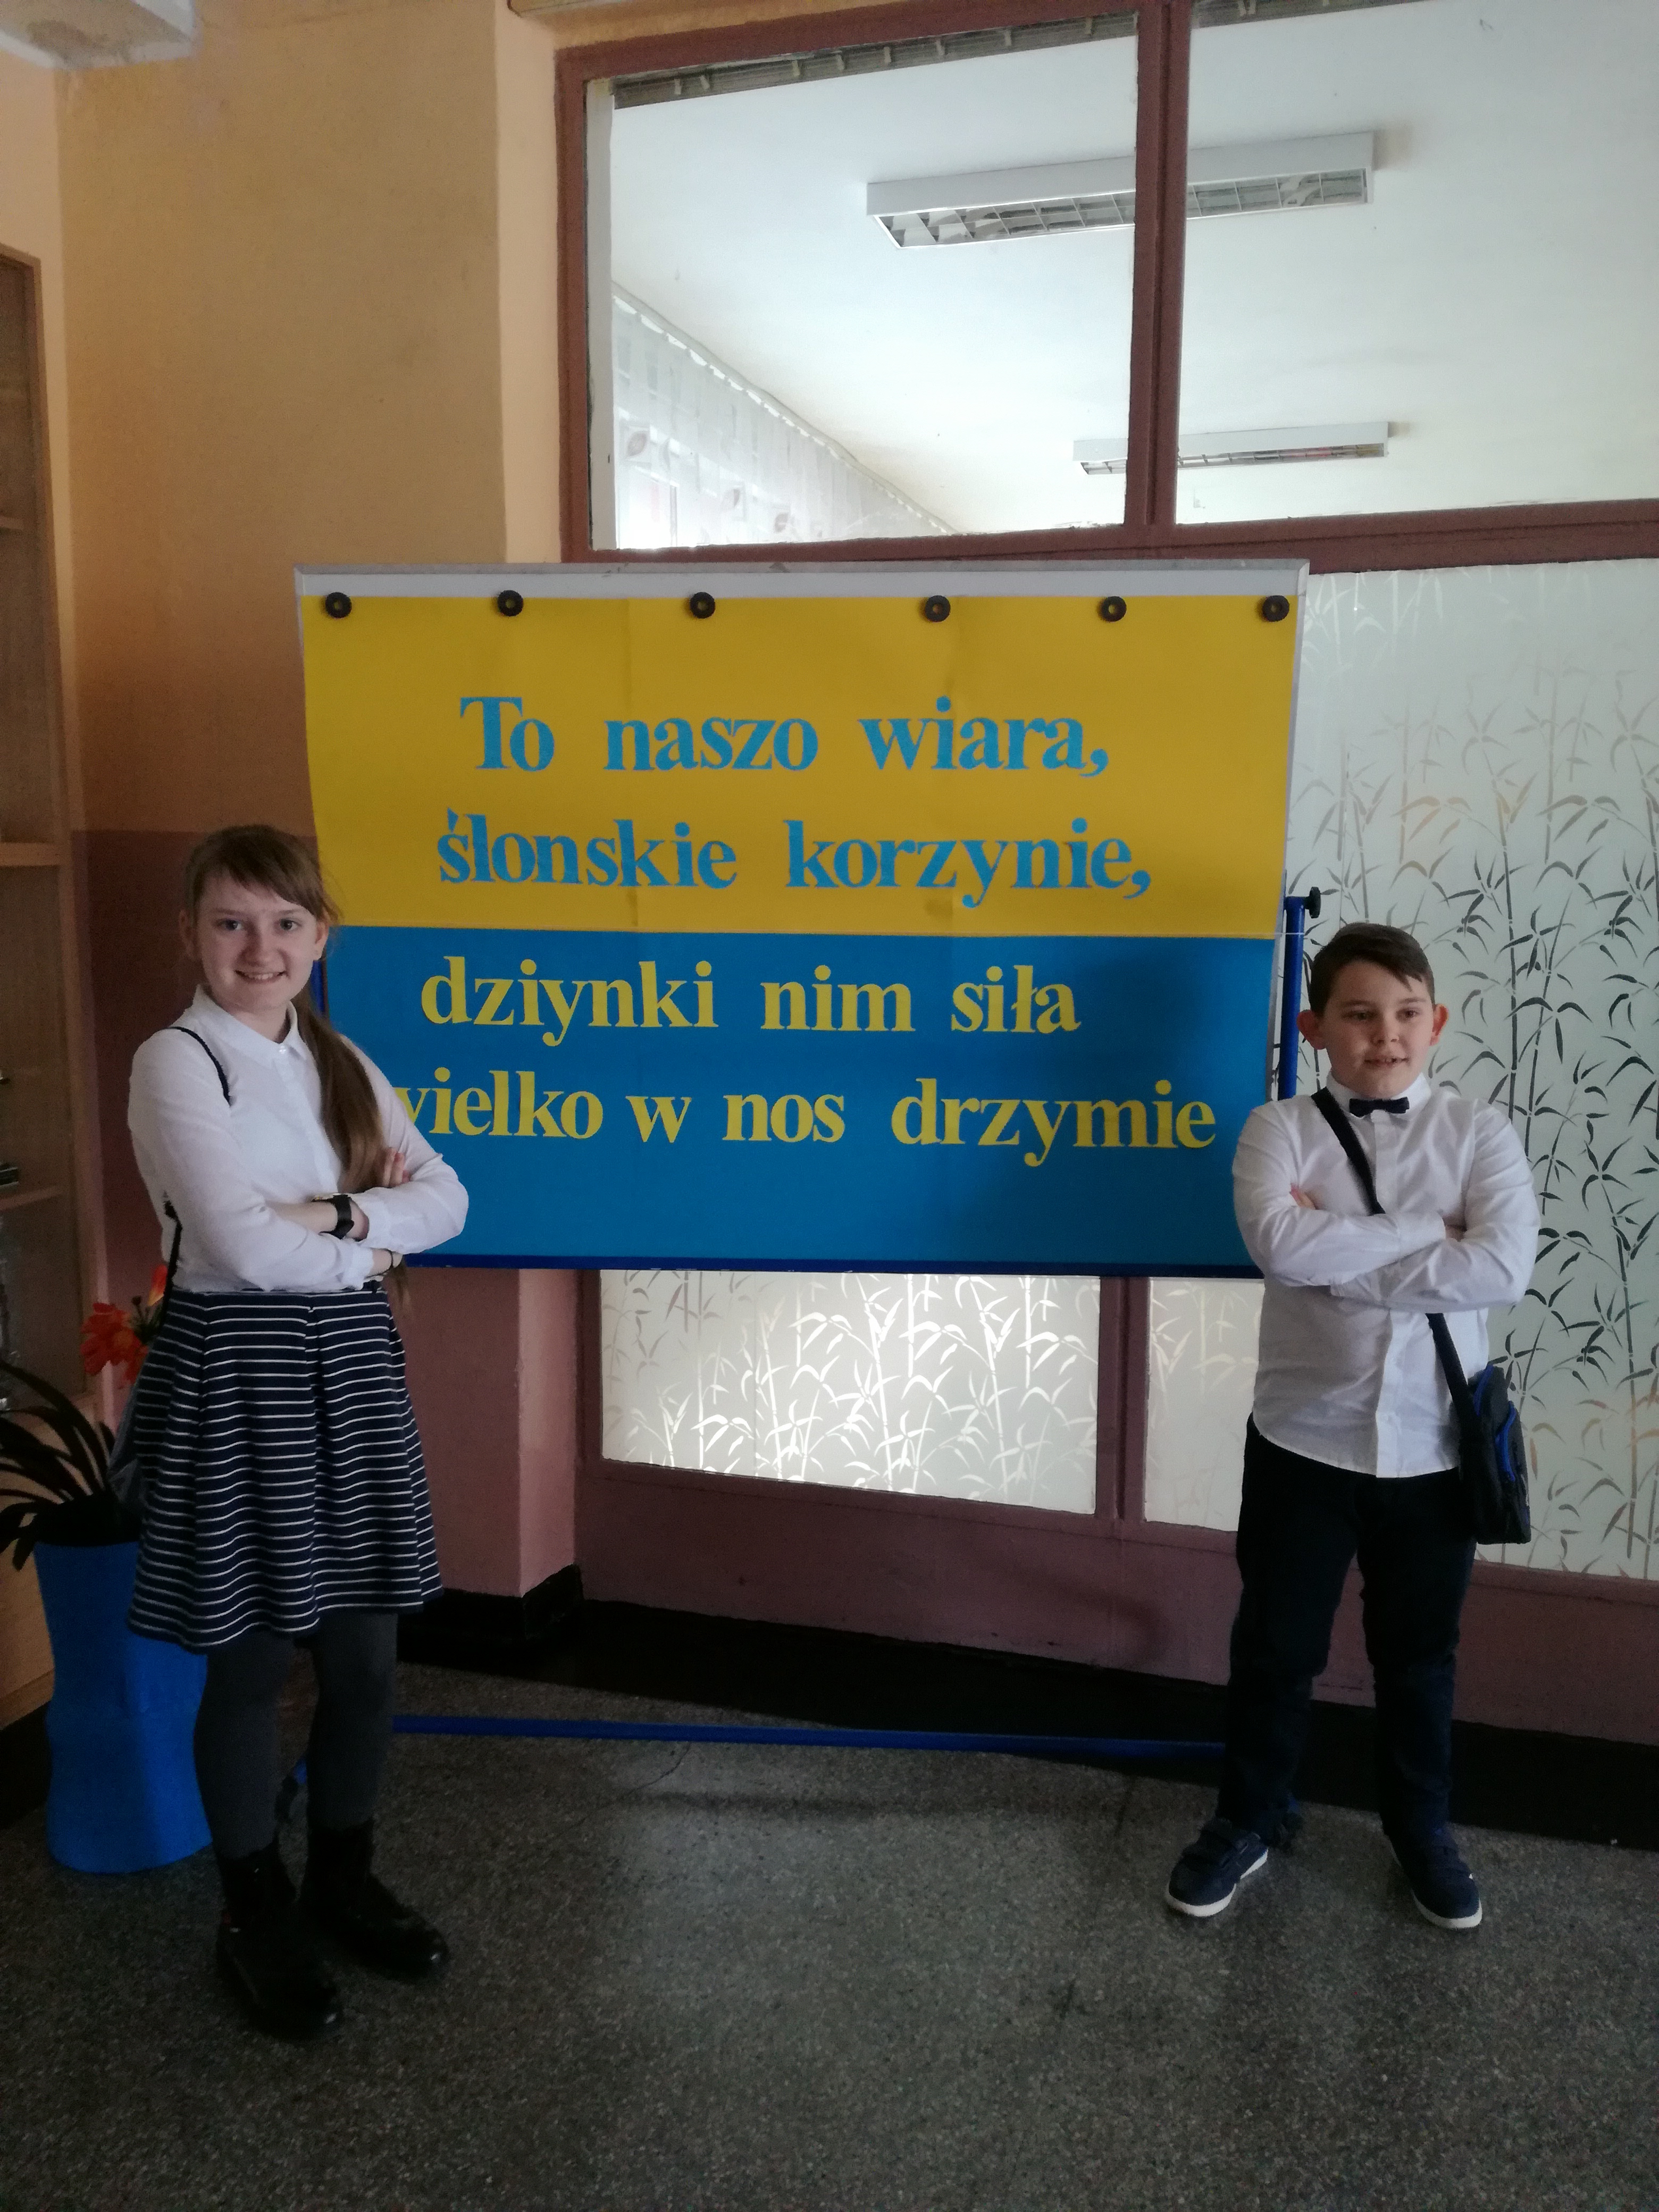 To naszo wiara,
ślonskie korzynie,
dziynki nim siła
wielko w nos drzymie